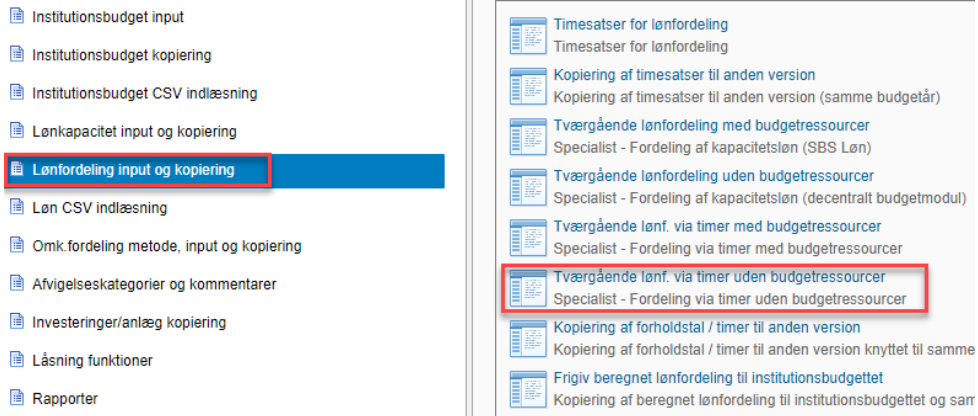 Institutionsbudget input
Institutionsbudget kopiering
Institutionsbudget CSV indlæsning
Lønkapacitet input og kopiering
Lønfordeling input og kopiering
Løn CSV indlæsning
Omk.fordeling metode, input og kopiering
Afvigelseskategorier og kommentarer
Investeringer/anlæg kopiering
Låsning funktioner
Rapporter
Timesatser for lønfordeling
Timesatser for lønfordeling
Kopiering af timesatser til anden version
Kopiering af timesatser til anden version (samme budgetår)
Tværgående lønfordeling med budgetressourcer
Specialist - Fordeling af kapacitetsløn (SBS Løn)
Tværgående lønfordeling uden budgetressourcer
Specialist - Fordeling af kapacitetsløn (decentralt budgetmodul)
Tværgående lønf. via timer med budgetressourcer
Specialist - Fordeling via timer med budgetressourcer
Tværgående lønf. via timer uden budgetressourcer
Specialist - Fordeling via timer uden budgetressourcer
Kopiering af forholdstal / timer til anden version
Kopiering af forholdstal / timer til anden version knyttet til samme
Frigiv beregnet lønfordeling til institutionsbudgettet
Kopiering af beregnet lønfordeling til institutionsbudgettet og sam